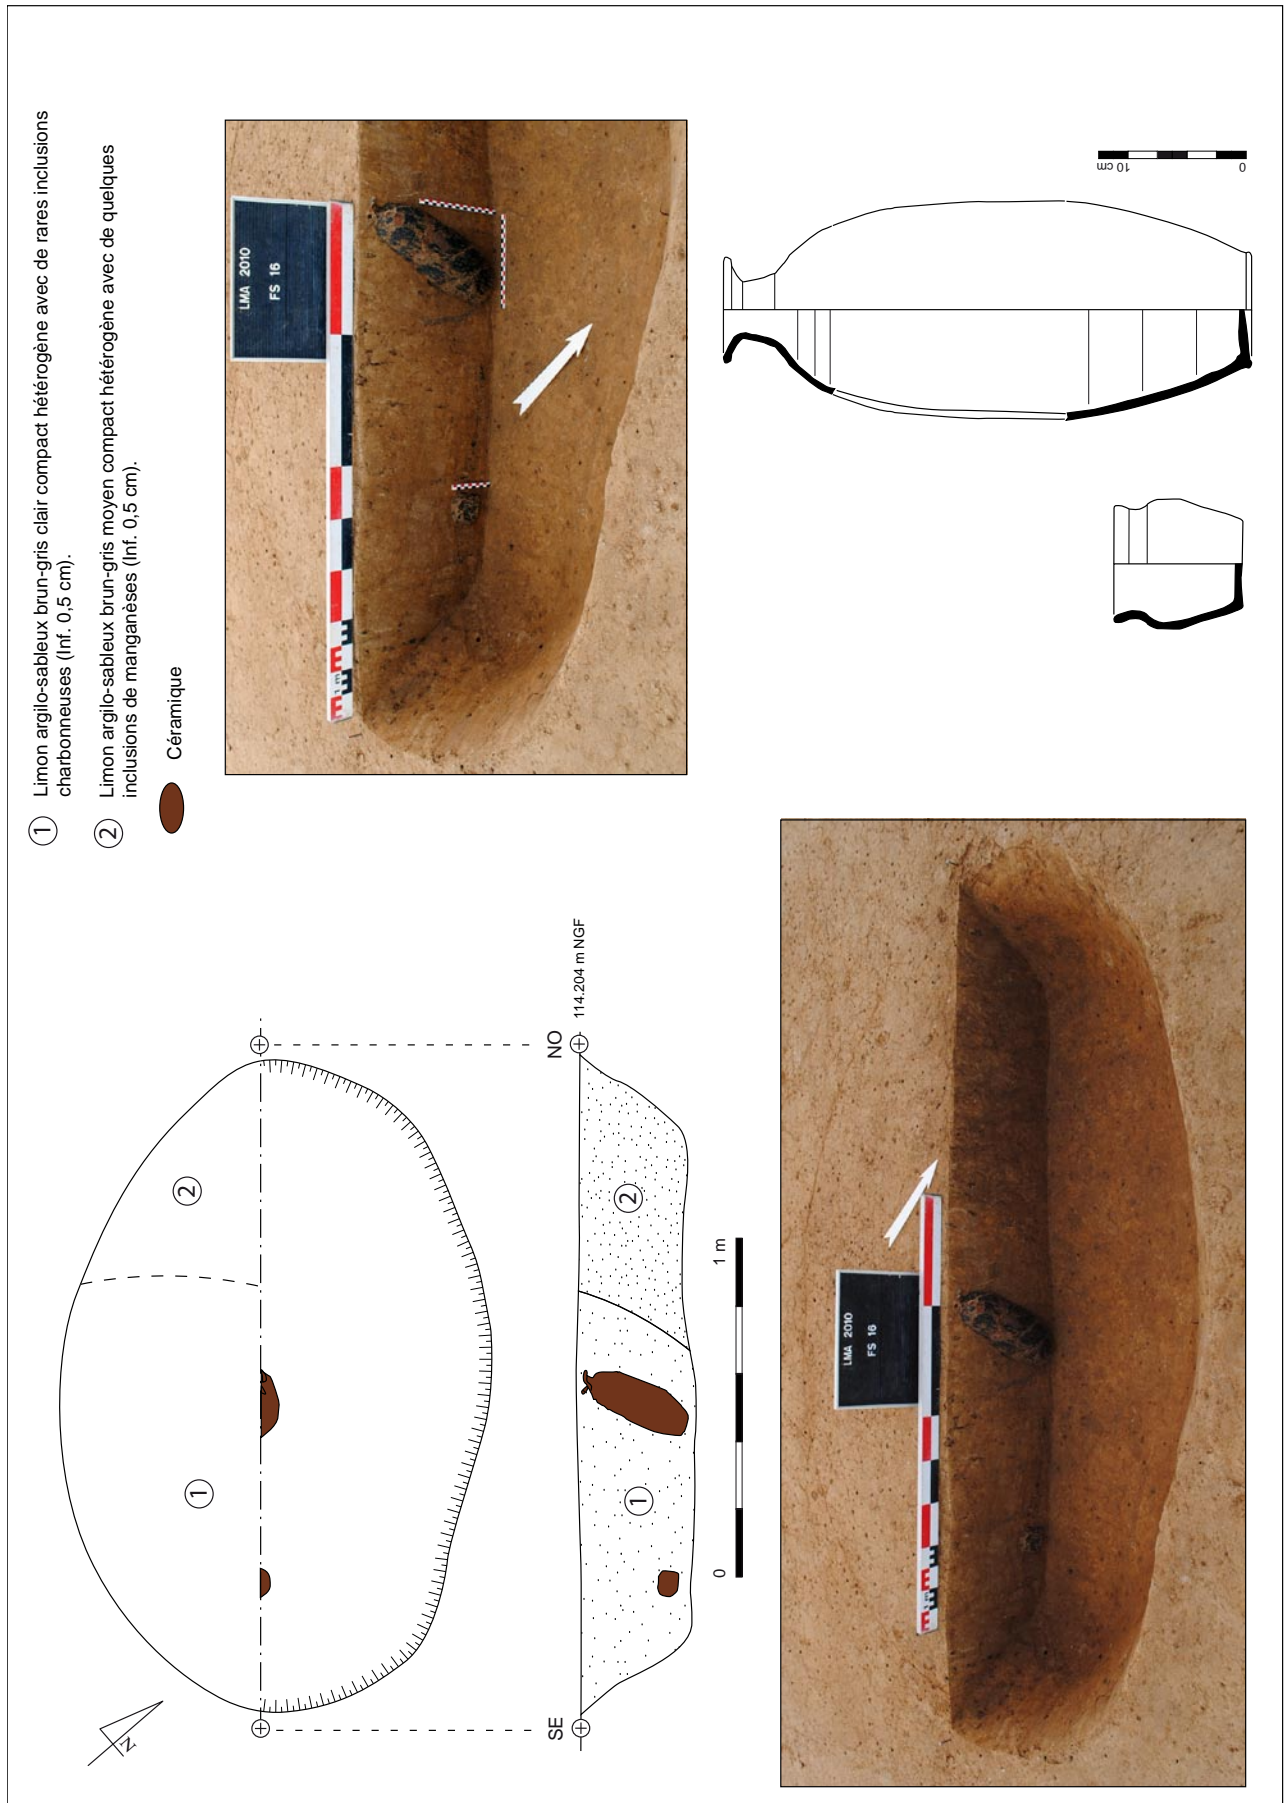 ① Limon argilo-sableux brun-gris clair compact hétérogène avec de rares inclusions
charbonneuses (Inf. 0,5 cm).
② Limon argilo-sableux brun-gris moyen compact hétérogène avec de quelques
inclusions de manganèses (Inf. 0,5 cm).
Céramique
N
①
②
SE
NO
114.204 m NGF
①
②
0
1 m
LMA 2010
FS 16
1 m
LMA 2010
FS 16
1 m
0
10 cm